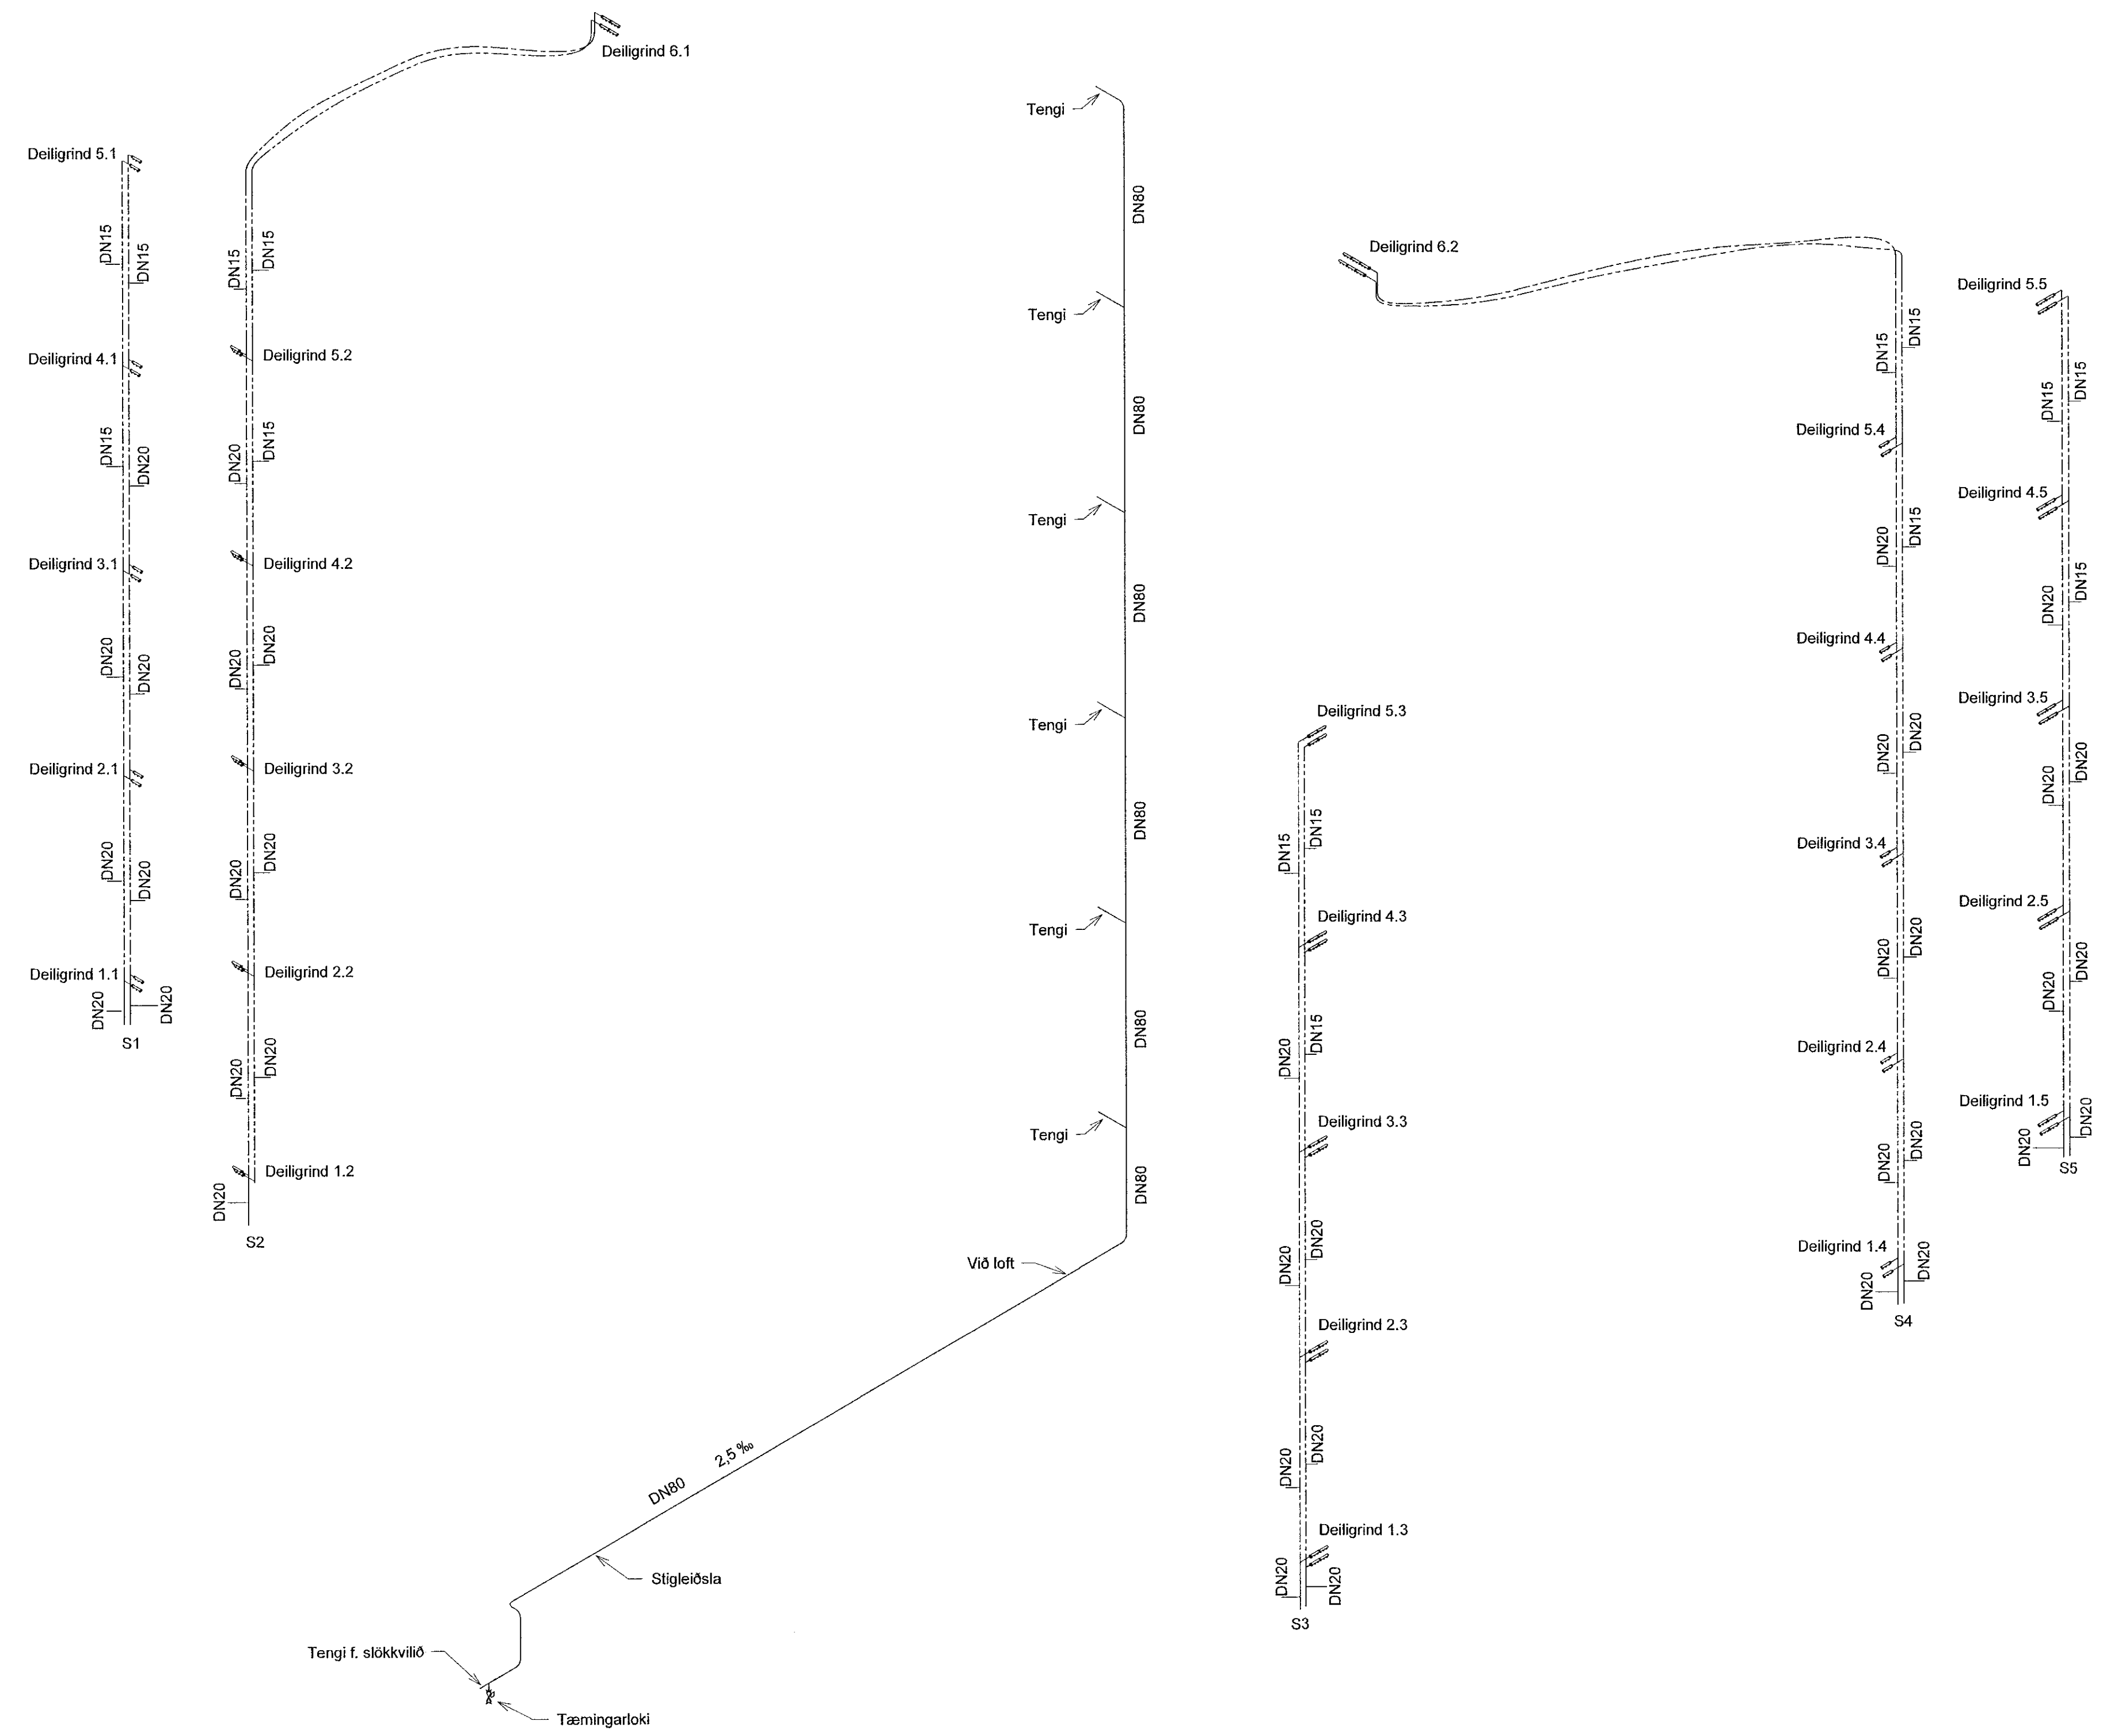 Deiligrind 6.1
Deiligrind 5.1
DN15
DN15
Deiligrind 4.1
DN15
DN20
Deiligrind 3.1
DN20
DN20
Deiligrind 2.1
DN20
DN20
Deiligrind 1.1
DN20
DN20
S1
DN15
DN15
Deiligrind 5.2
DN20
DN15
Deiligrind 4.2
DN20
DN20
Deiligrind 3.2
DN20
DN20
Deiligrind 2.2
DN20
DN20
Deiligrind 1.2
DN20
S2
Tengi
DN80
Tengi
DN80
Tengi
DN80
Tengi
DN80
Tengi
DN80
Tengi
DN80
Við loft
DN80
2,5 ‰
Stigleiðsla
Tengi f. slökkvilið
Tæmingarloki
Deiligrind 5.3
DN15
DN15
Deiligrind 4.3
DN20
DN15
Deiligrind 3.3
DN20
DN20
Deiligrind 2.3
DN20
DN20
Deiligrind 1.3
DN20
DN20
S3
Deiligrind 6.2
DN15
DN15
Deiligrind 5.4
DN20
DN15
Deiligrind 4.4
DN20
DN20
Deiligrind 3.4
DN20
DN20
Deiligrind 2.4
DN20
DN20
Deiligrind 1.4
DN20
DN20
S4
Deiligrind 5.5
DN15
DN15
Deiligrind 4.5
DN20
DN15
Deiligrind 3.5
DN20
DN20
Deiligrind 2.5
DN20
DN20
Deiligrind 1.5
DN20
DN20
S5